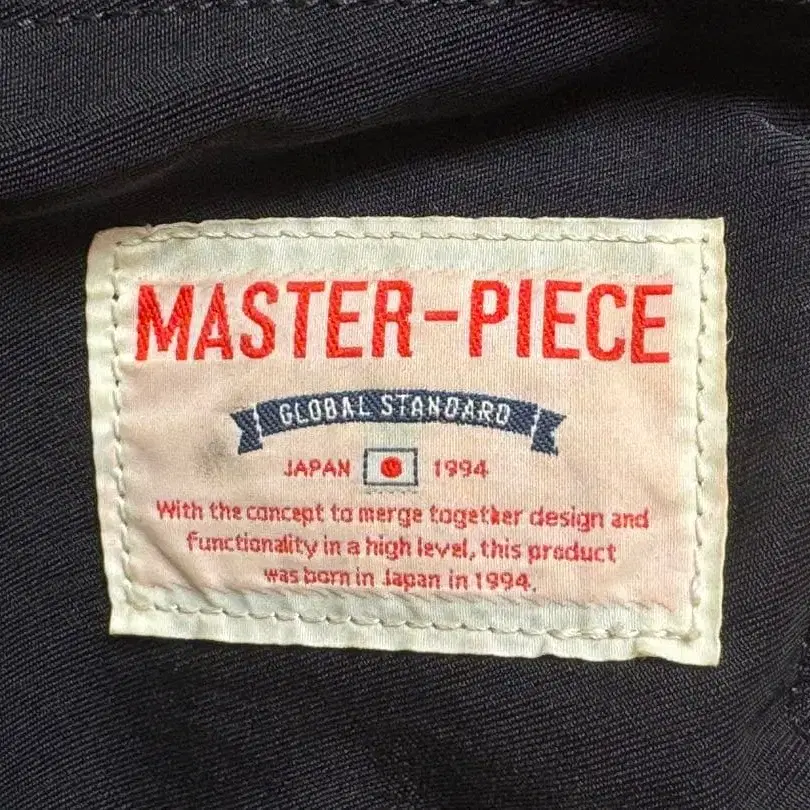 MASTER-PIECE
GLOBAL STANDARD
JAPAN 1994
With the concept to merge together design and
functionality in a high level, this product
was born in Japan in 1994.